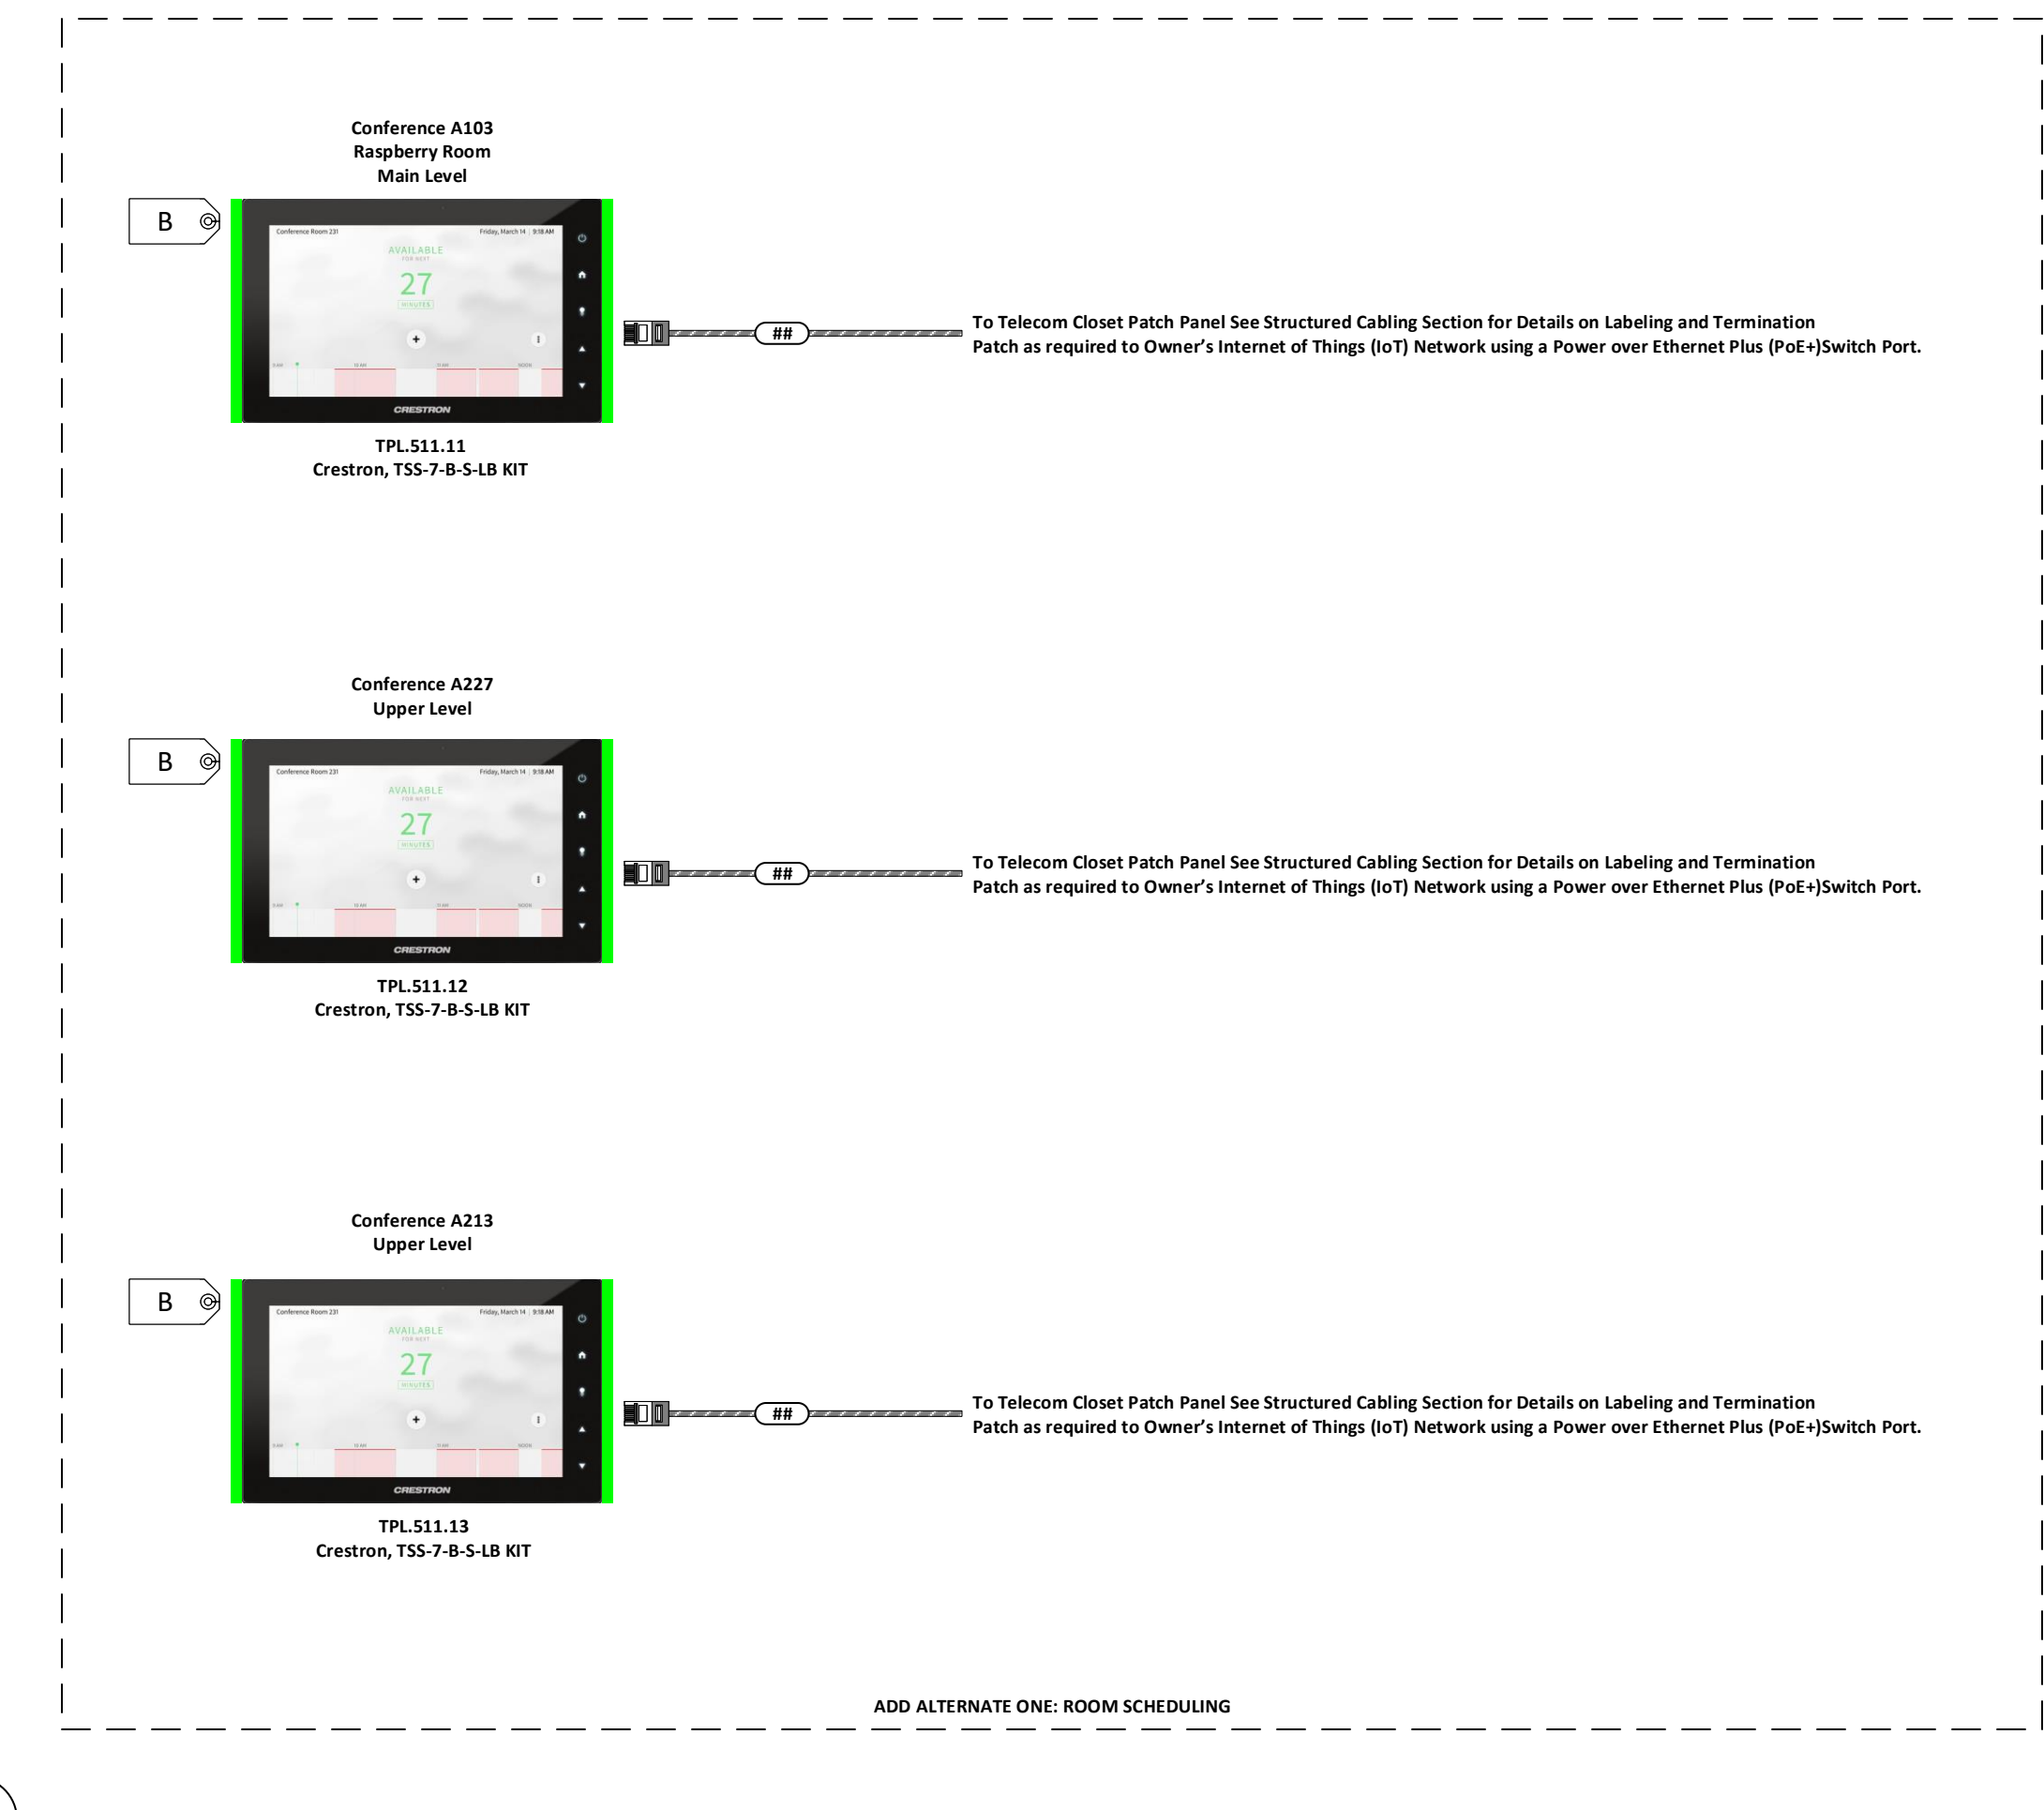 Conference A103
Raspberry Room
Main Level
B
Conference Room 231
Friday, March 14 | 9:18 AM
AVAILABLE
FOR NEXT
27
MINUTES
11 AM
NOON
CRESTRON
##
To Telecom Closet Patch Panel See Structured Cabling Section for Details on Labeling and Termination
Patch as required to Owner's Internet of Things (IoT) Network using a Power over Ethernet Plus (PoE+)Switch Port.
TPL.511.11
Crestron, TSS-7-B-S-LB KIT
Conference A227
Upper Level
B
Conference Room 231
Friday, March 14 | 9:18 AM
AVAILABLE
FOR NEXT
27
MINUTES
11 AM
NOON
CRESTRON
##
To Telecom Closet Patch Panel See Structured Cabling Section for Details on Labeling and Termination
Patch as required to Owner's Internet of Things (IoT) Network using a Power over Ethernet Plus (PoE+)Switch Port.
TPL.511.12
Crestron, TSS-7-B-S-LB KIT
Conference A213
Upper Level
B
Conference Room 231
Friday, March 14 | 9:18 AM
AVAILABLE
FOR NEXT
27
MINUTES
11 AM
NOON
CRESTRON
##
To Telecom Closet Patch Panel See Structured Cabling Section for Details on Labeling and Termination
Patch as required to Owner's Internet of Things (IoT) Network using a Power over Ethernet Plus (PoE+)Switch Port.
TPL.511.13
Crestron, TSS-7-B-S-LB KIT
ADD ALTERNATE ONE: ROOM SCHEDULING